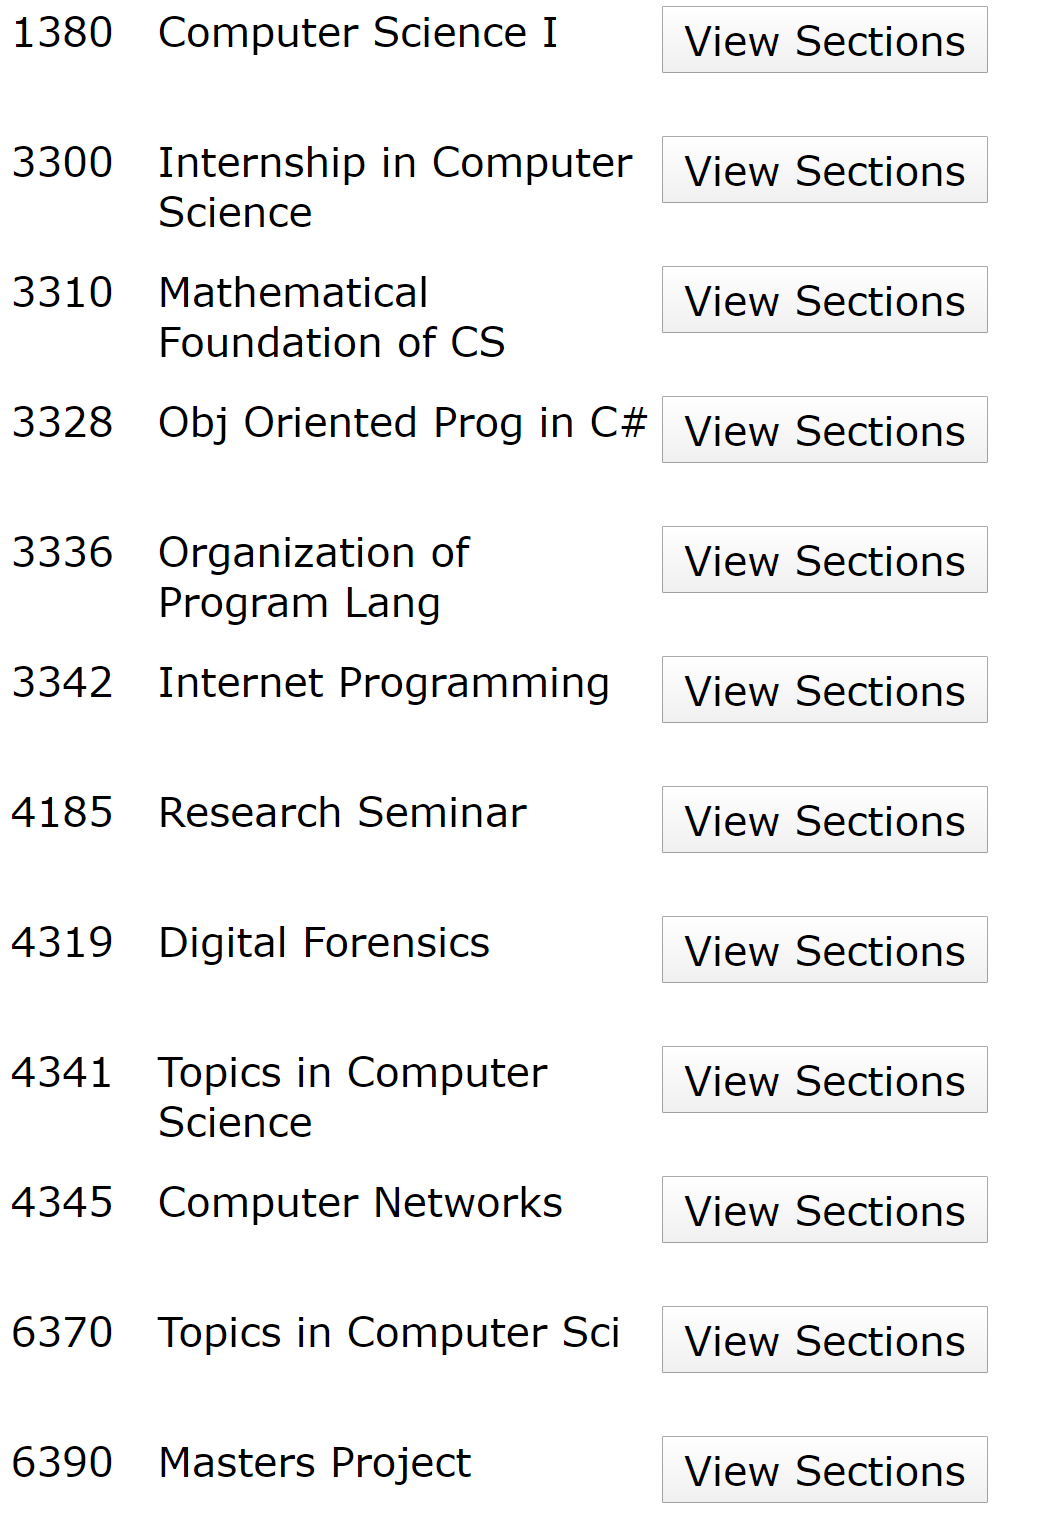 1380 Computer Science I View Sections
3300 Internship in Computer View Sections
Science
3310 Mathematical View Sections
Foundation of CS
3328 Obj Oriented Prog in C# View Sections
3336 Organization of View Sections
Program Lang
3342 Internet Programming View Sections
4185 Research Seminar View Sections
4319 Digital Forensics View Sections
4341 Topics in Computer View Sections
Science
4345 Computer Networks View Sections
6370 Topics in Computer Sci View Sections
6390 Masters Project View Sections